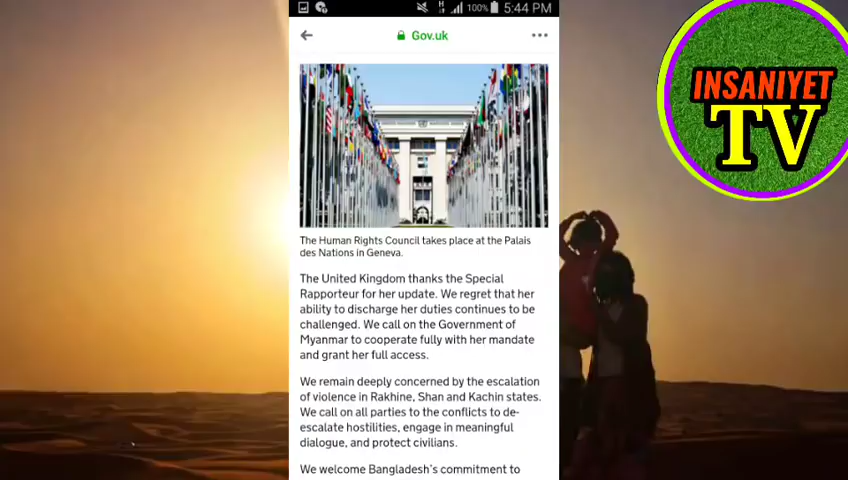 100% 5:44 PM
Gov.uk
INSANIYET
TV
The Human Rights Council takes place at the Palais
des Nations in Geneva.
The United Kingdom thanks the Special
Rapporteur for her update. We regret that her
ability to discharge her duties continues to be
challenged. We call on the Government of
Myanmar to cooperate fully with her mandate
and grant her full access.
We remain deeply concerned by the escalation
of violence in Rakhine, Shan and Kachin states.
We call on all parties to the conflicts to de-
escalate hostilities, engage in meaningful
dialogue, and protect civilians.
We welcome Bangladesh's commitment to